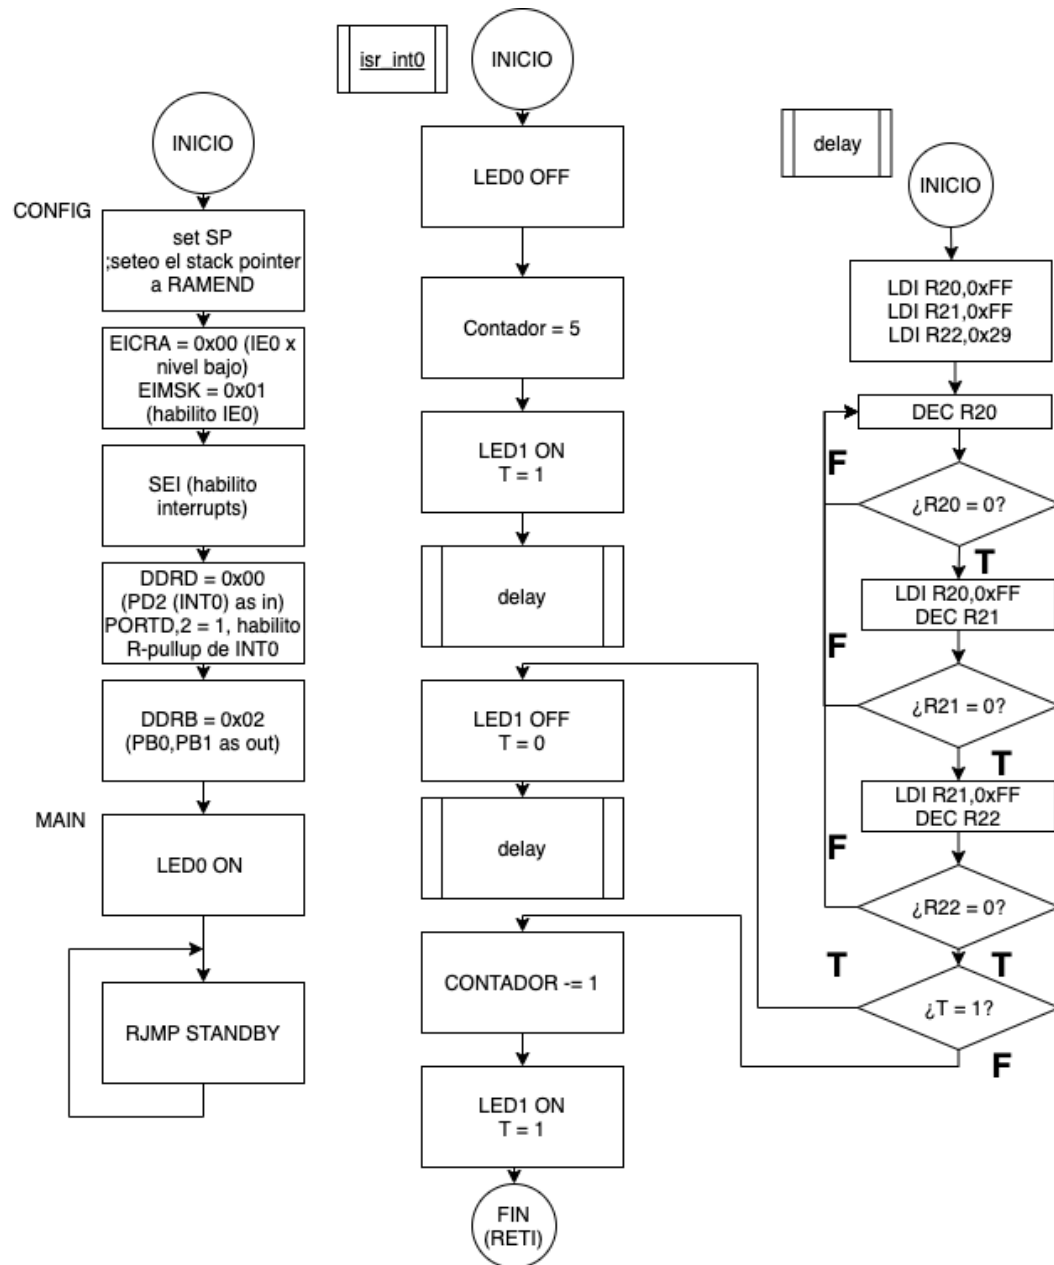 INICIO
CONFIG
set SP
;seteo el stack pointer
a RAMEND
EICRA = 0x00 (IE0 x
nivel bajo)
EIMSK = 0x01
(habilito IE0)
SEI (habilito
interrupts)
DDRD = 0x00
(PD2 (INT0) as in)
PORTD,2 = 1, habilito
R-pullup de INT0
DDRB = 0x02
(PB0,PB1 as out)
MAIN
LED0 ON
RJMP STANDBY
isr_int0
INICIO
LED0 OFF
Contador = 5
LED1 ON
T = 1
delay
LED1 OFF
T = 0
delay
CONTADOR -= 1
LED1 ON
T = 1
FIN
(RETI)
delay
INICIO
LDI R20,0xFF
LDI R21,0xFF
LDI R22,0x29
DEC R20
F
¿R20 = 0?
T
LDI R20,0xFF
DEC R21
F
¿R21 = 0?
T
LDI R21,0xFF
DEC R22
F
¿R22 = 0?
T
T
¿T = 1?
F